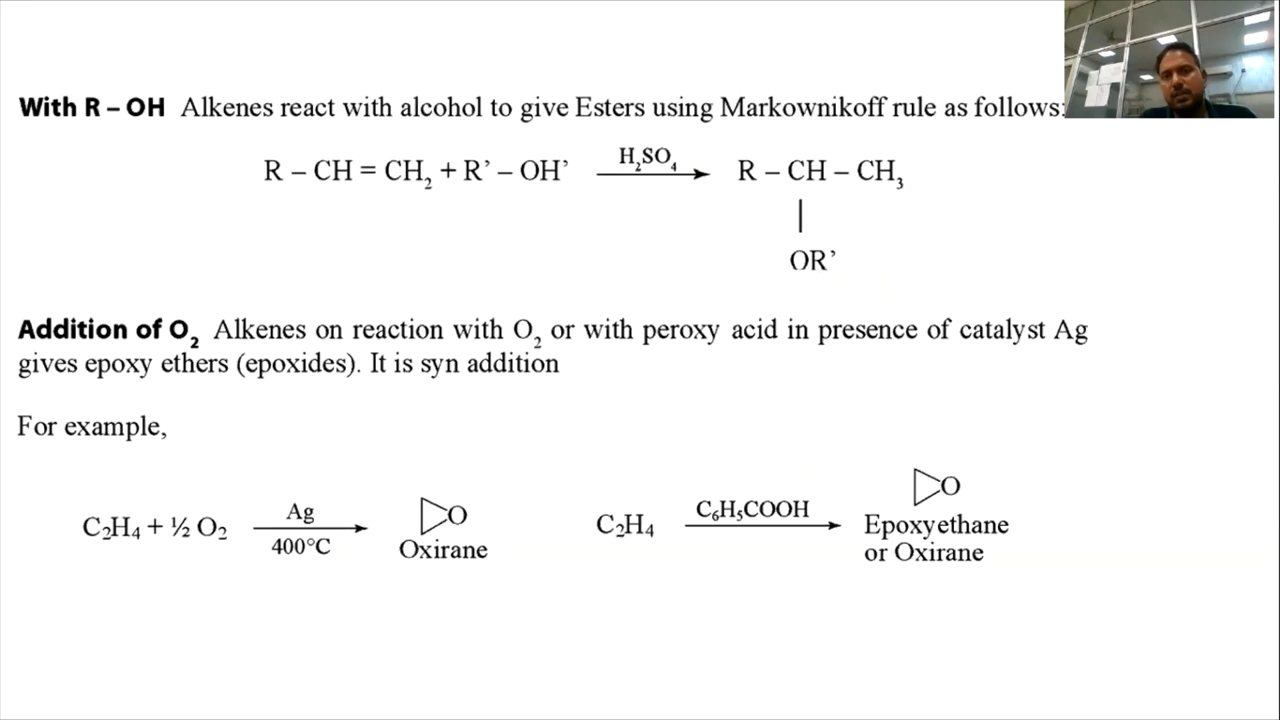 With R – OH Alkenes react with alcohol to give Esters using Markownikoff rule as follows:
R – CH = CH₂ + R’ – OH’ H₂SO₄ R – CH – CH₃
|
OR’
Addition of O₂ Alkenes on reaction with O₂ or with peroxy acid in presence of catalyst Ag
gives epoxy ethers (epoxides). It is syn addition
For example,
C₂H₄ + ½ O₂ Ag 400°C O
Oxirane
C₂H₄ C₆H₅COOH O
Epoxyethane
or Oxirane